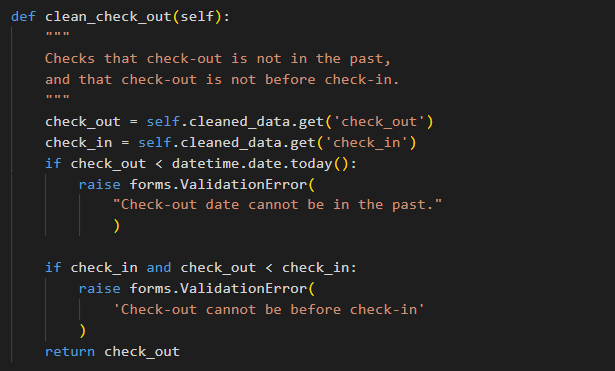 def clean_check_out(self):
"""
Checks that check-out is not in the past,
and that check-out is not before check-in.
"""
check_out = self.cleaned_data.get('check_out')
check_in = self.cleaned_data.get('check_in')
if check_out < datetime.date.today():
raise forms.ValidationError(
"Check-out date cannot be in the past."
)
if check_in and check_out < check_in:
raise forms.ValidationError(
'Check-out cannot be before check-in'
)
return check_out